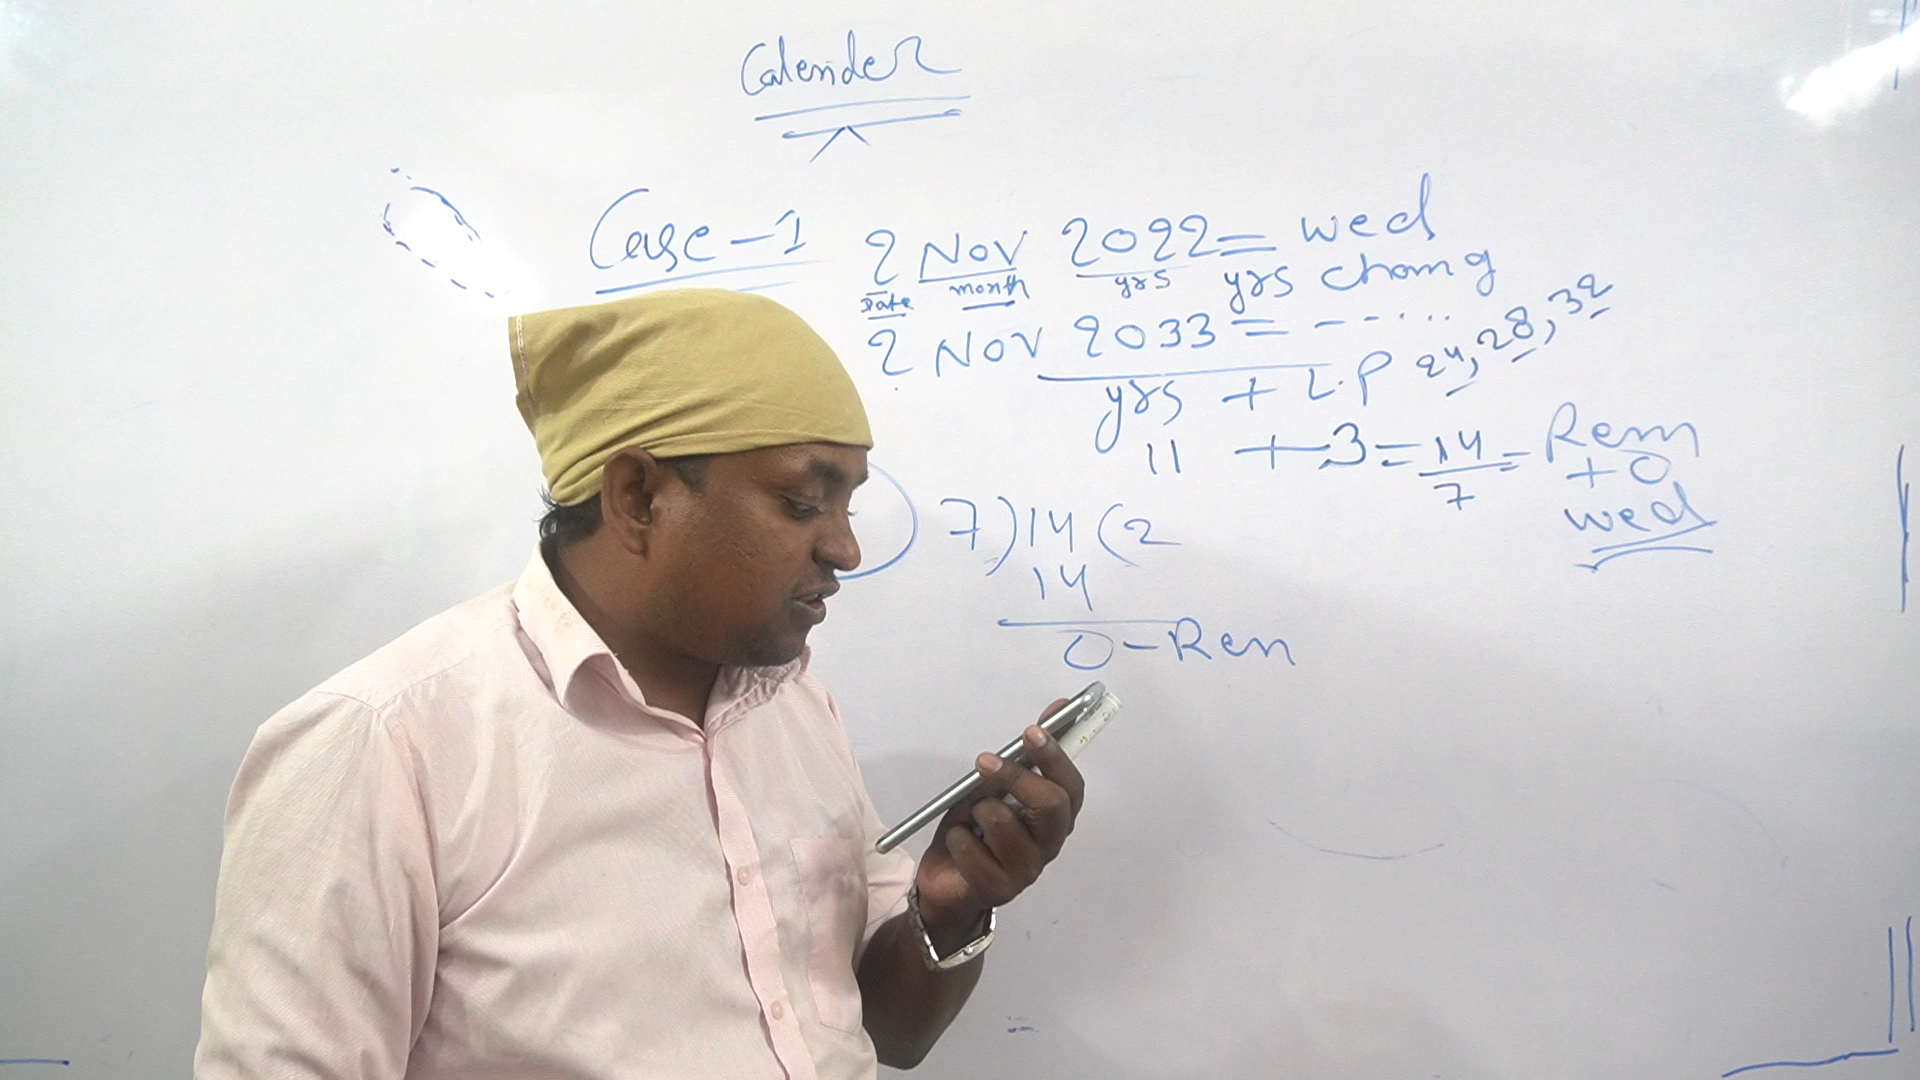 Calender
Case-1
2 Nov 2022 = wed
Date month yrs yrs chang
2 Nov 2033 = - - - ....
yrs + L.P 24, 28, 32
11 + 3 = 14/7 = Rem
+0
wed
7)14(2
14
0-Rem